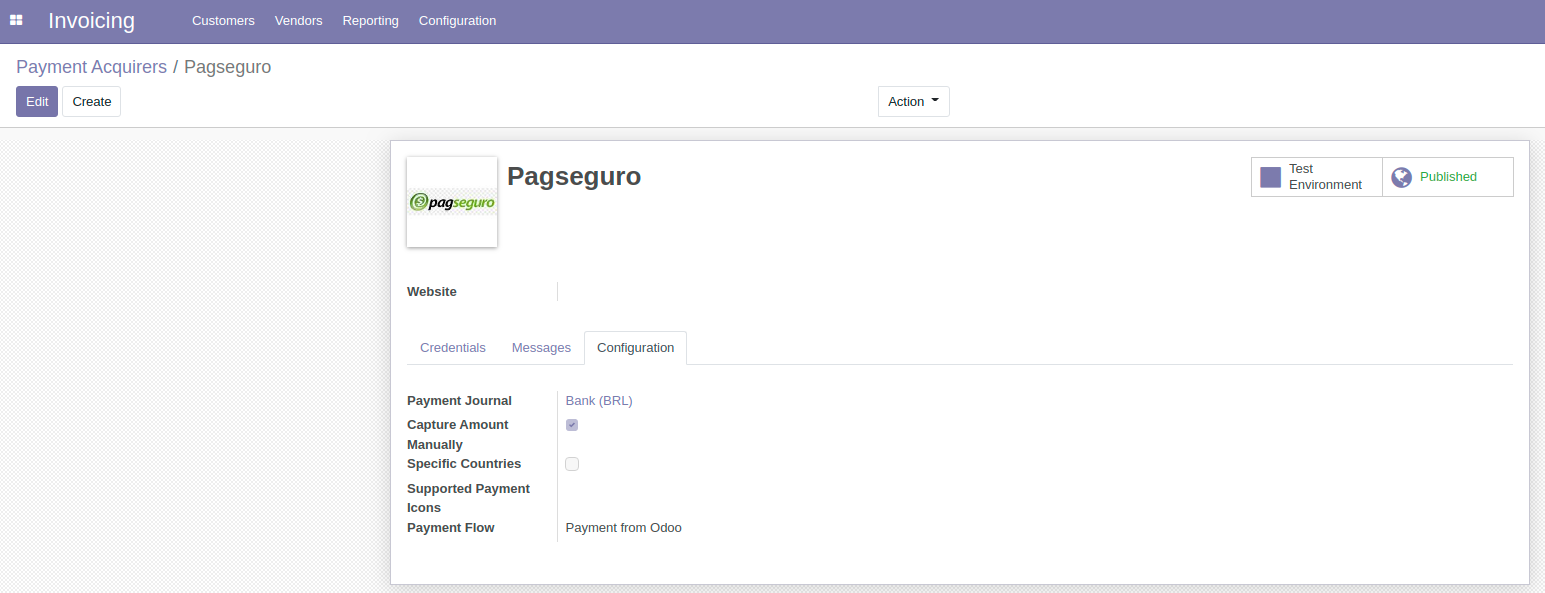 Invoicing Customers Vendors Reporting Configuration
Payment Acquirers / Pagseguro
Edit Create Action
pagseguro
Pagseguro
Test
Environment
Published
Website
Credentials Messages Configuration
Payment Journal Bank (BRL)
Capture Amount
Manually
Specific Countries
Supported Payment
Icons
Payment Flow Payment from Odoo